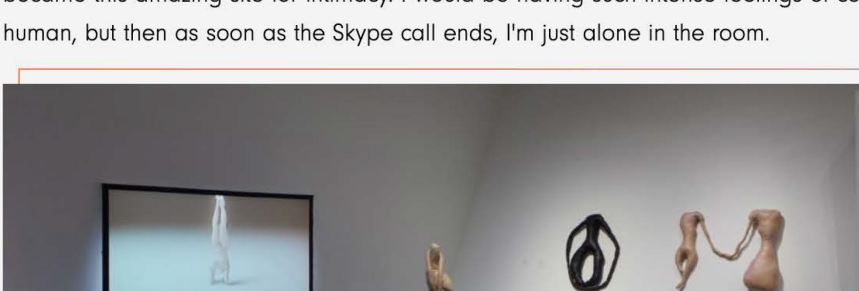 became this amazing site for intimacy. I would be having such intense feelings of
human, but then as soon as the Skype call ends, I'm just alone in the room.